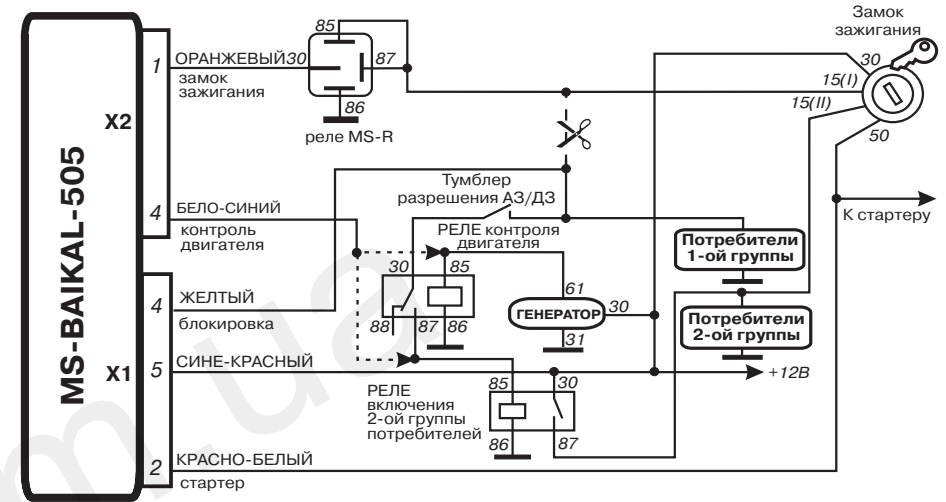 MS-BAIKAL-505
X2
1
ОРАНЖЕВЫЙ
замок
зажигания
30
85
87
86
реле MS-R
Замок
зажигания
30
15(I)
15(II)
50
К стартеру
4
БЕЛО-СИНИЙ
контроль
двигателя
Тумблер
разрешения АЗ/ДЗ
РЕЛЕ контроля
двигателя
30
85
88
87
86
61
ГЕНЕРАТОР
30
31
Потребители
1-ой группы
Потребители
2-ой группы
X1
4
ЖЕЛТЫЙ
блокировка
5
СИНЕ-КРАСНЫЙ
+12В
РЕЛЕ
включения
2-ой группы
потребителей
85
30
86
87
2
КРАСНО-БЕЛЫЙ
стартер
m.ua